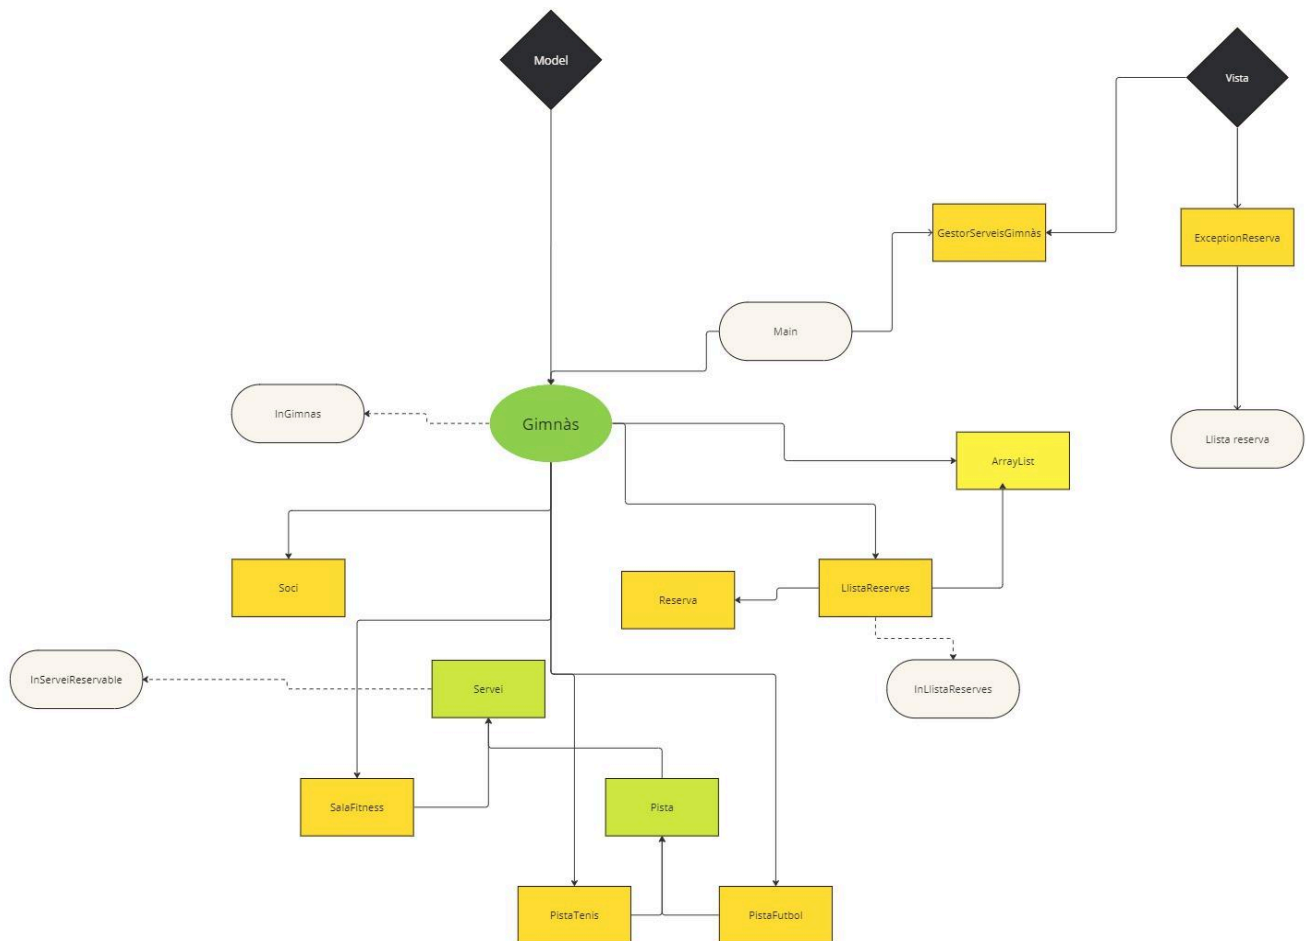 Model
Vista
GestorServeisGimnàs
ExceptionReserva
Main
InGimnas
Gimnàs
Llista reserva
ArrayList
Soci
Reserva
LlistaReserves
InServeiReservable
Servei
InLlistaReserves
SalaFitness
Pista
PistaTenis
PistaFutbol